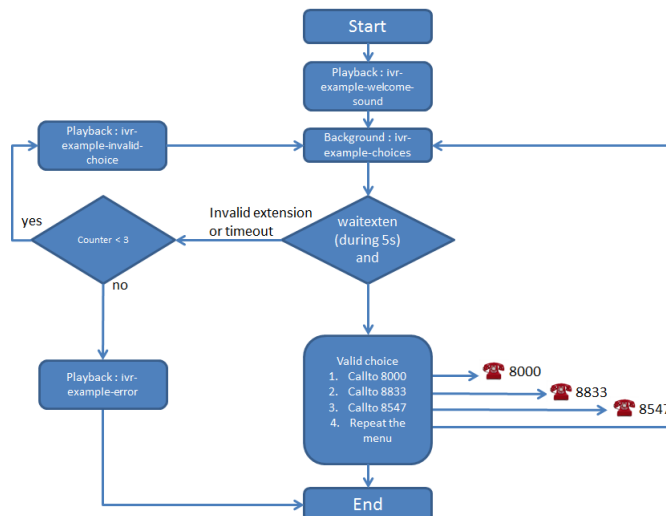 Start
Playback : ivr-
example-welcome-
sound
Playback : ivr-
example-invalid-
choice
Background : ivr-
example-choices
Invalid extension
or timeout
yes
Counter < 3
waitexten
(during 5s)
and
no
Valid choice
1. Callto 8000
2. Callto 8833
3. Callto 8547
4. Repeat the
menu
8000
8833
8547
Playback : ivr-
example-error
End